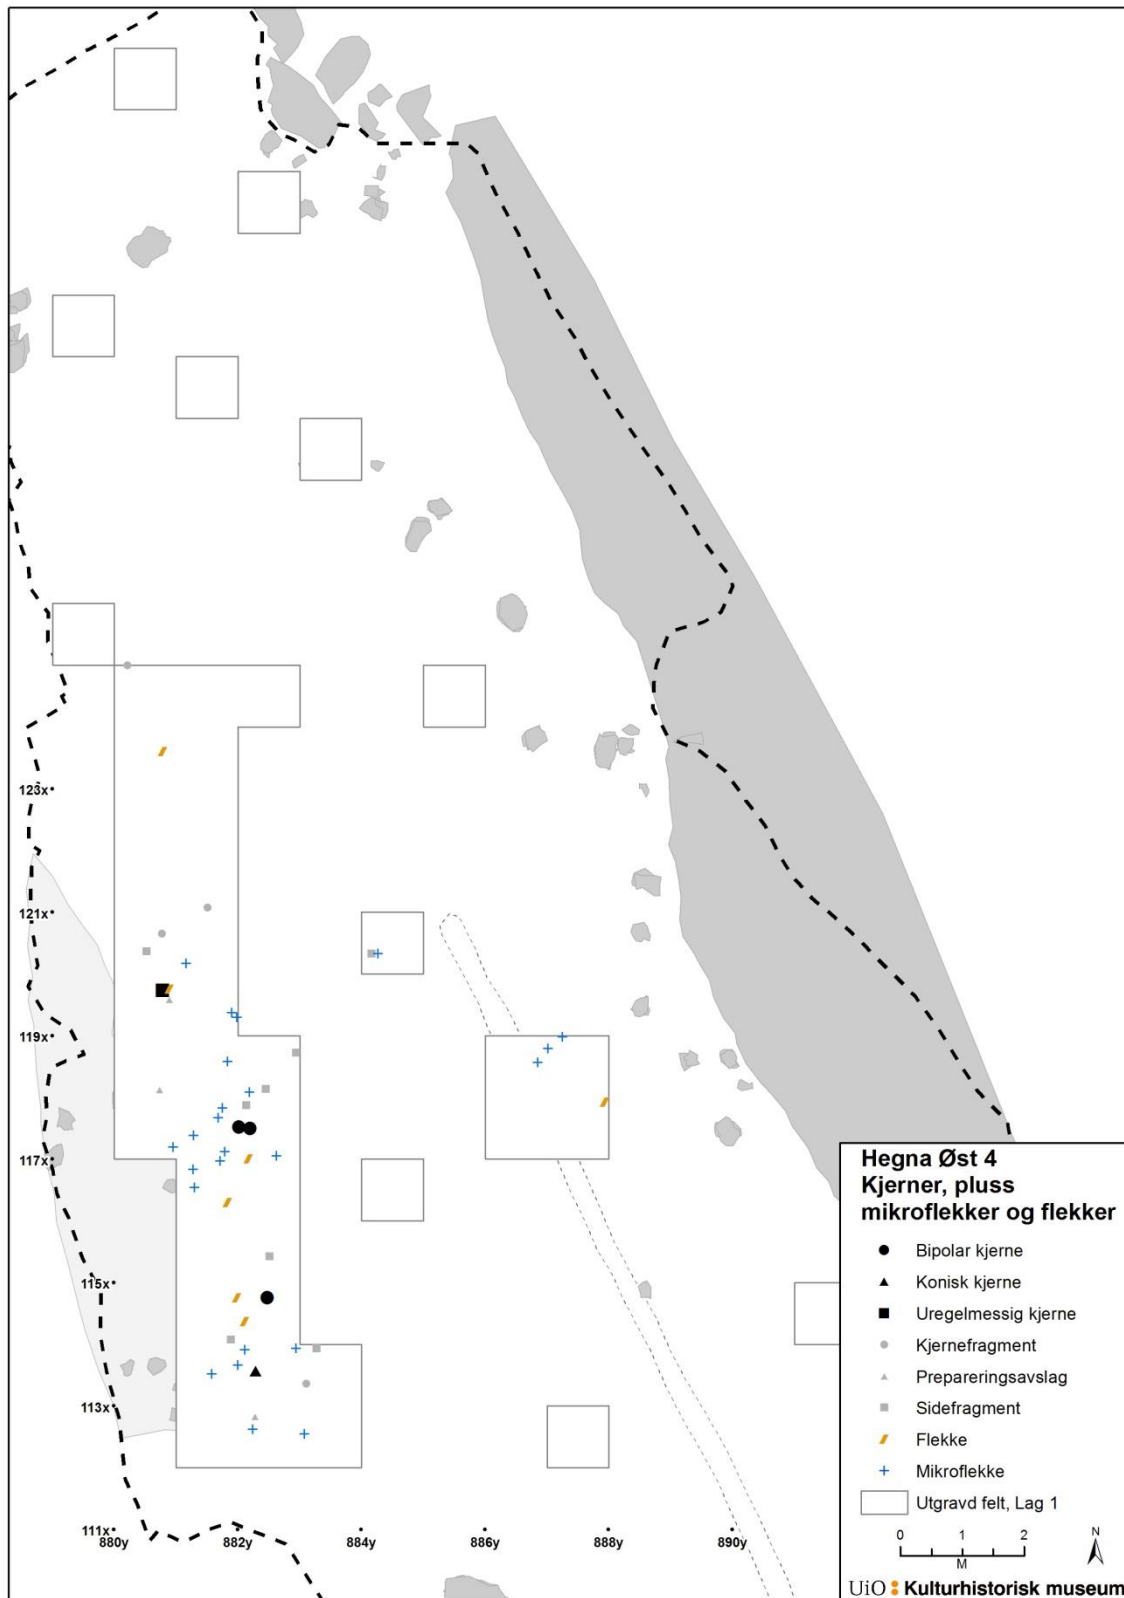 123x
121x
119x
117x
115x
113x
111x
880y 882y 884y 886y 888y 890y
Hegna Øst 4
Kjerner, pluss
mikroflekker og flekker
Bipolar kjerne
Konisk kjerne
Uregelmessig kjerne
Kjernefragment
Prepareringsavslag
Sidefragment
Flekke
Mikroflekke
Utgravd felt, Lag 1
0 1 2
M
N
UiO Kulturhistorisk museum